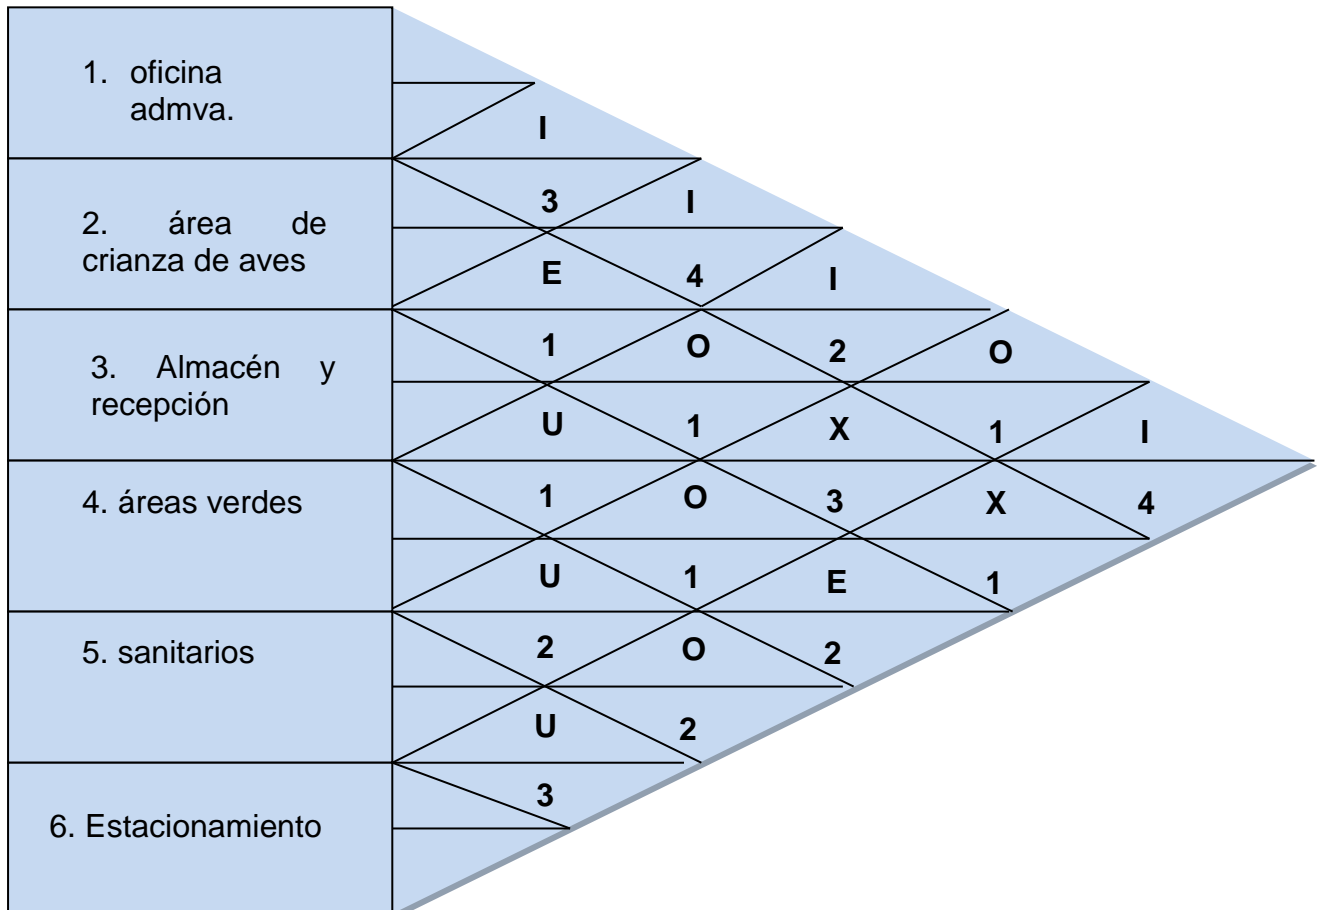 1. oficina
admva.
I
3 I
2. área de
crianza de aves
E 4 I
1 O 2 O
3. Almacén y
recepción
U 1 X 1 I
4. áreas verdes
1 O 3 X 4
U 1 E 1
5. sanitarios
2 O 2
U 2
3
6. Estacionamiento